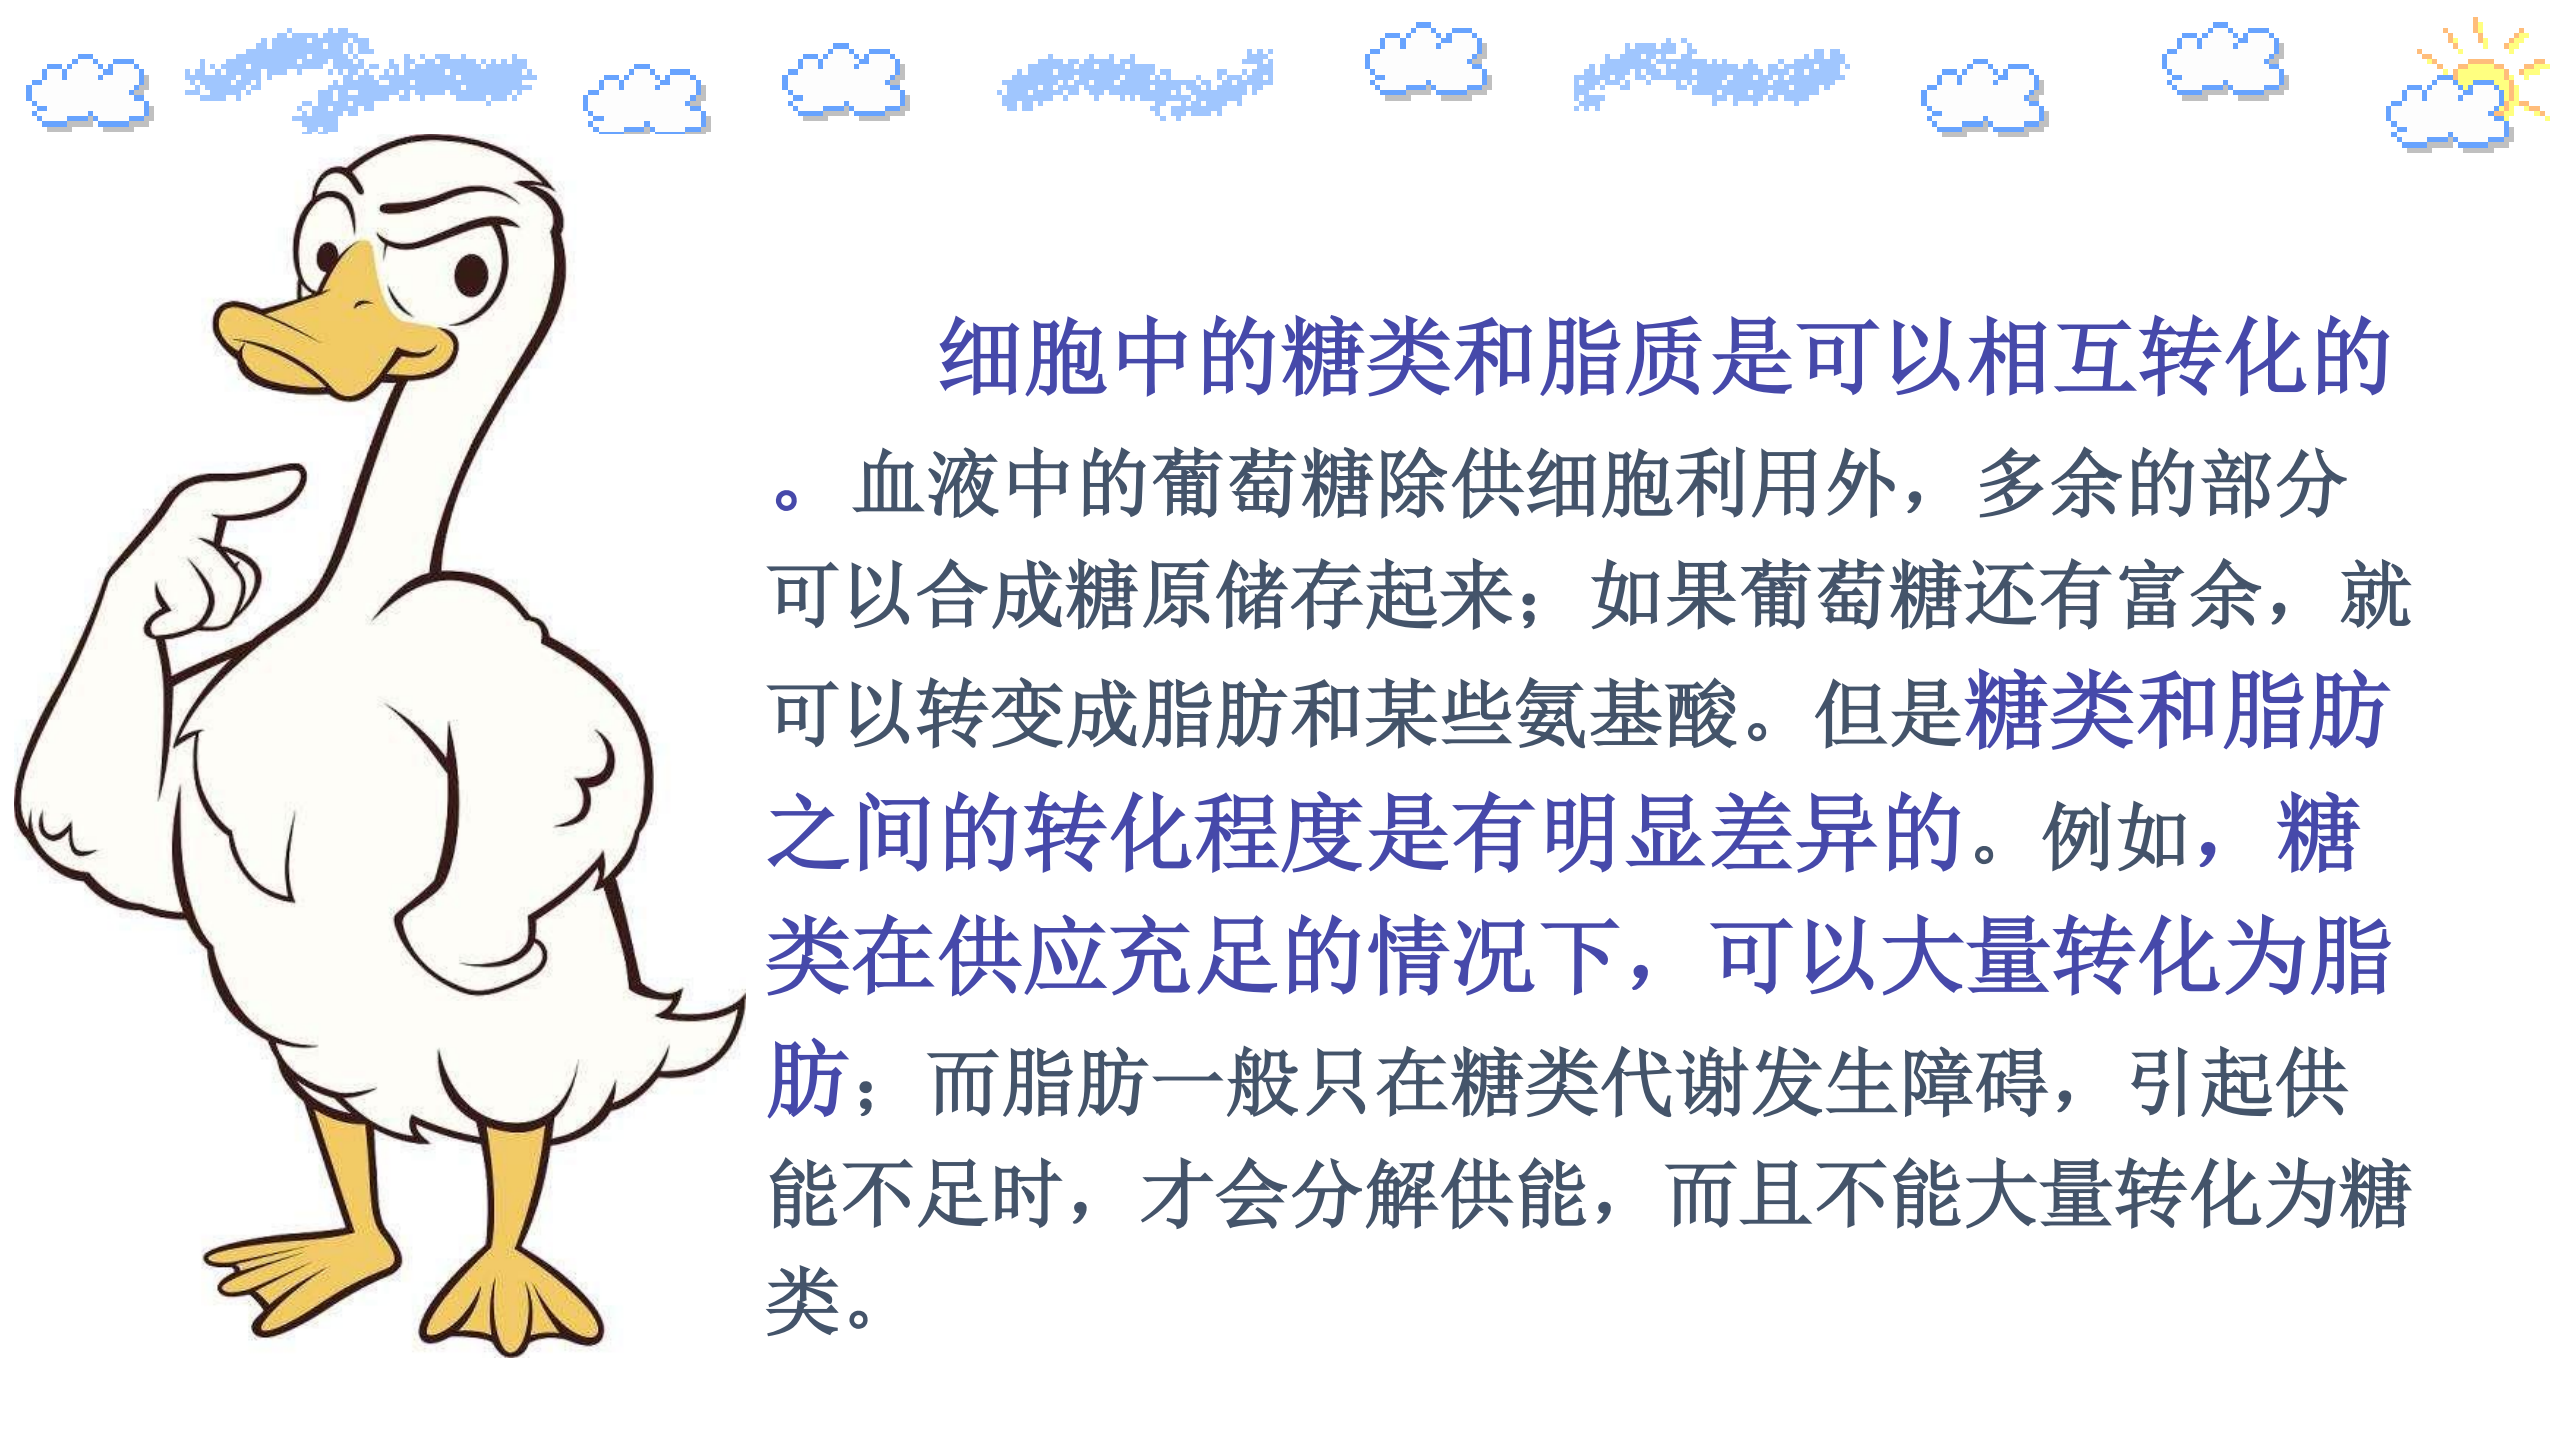 细胞中的糖类和脂质是可以相互转化的
。血液中的葡萄糖除供细胞利用外，多余的部分
可以合成糖原储存起来；如果葡萄糖还有富余，就
可以转变成脂肪和某些氨基酸。但是糖类和脂肪
之间的转化程度是有明显差异的。例如，糖
类在供应充足的情况下，可以大量转化为脂
肪；而脂肪一般只在糖类代谢发生障碍，引起供
能不足时，才会分解供能，而且不能大量转化为糖
类。